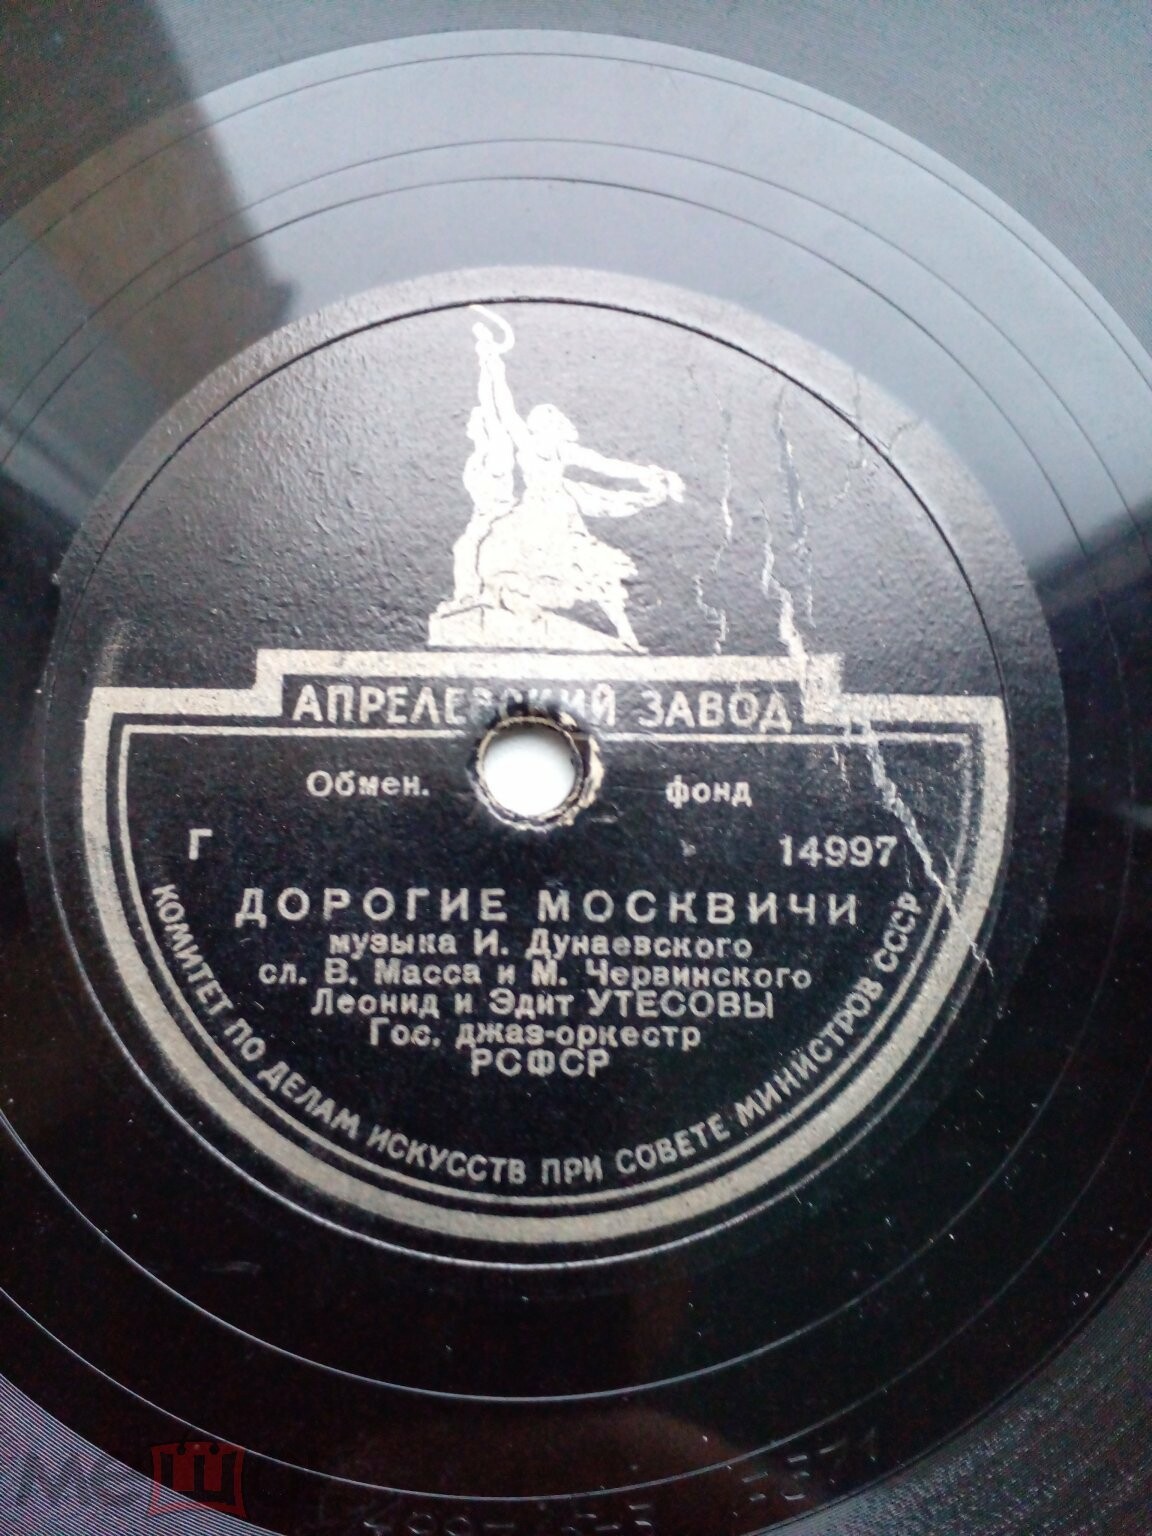 АПРЕЛЕВСКИЙ ЗАВОД
Обмен. фонд
Г 14997
ДОРОГИЕ МОСКВИЧИ
музыка И. Дунаевского
сл. В. Масса и М. Червинского
Леонид и Эдит УТЕСОВЫ
Гос. джаз-оркестр
РСФСР
КОМИТЕТ ПО ДЕЛАМ ИСКУССТВ ПРИ СОВЕТЕ МИНИСТРОВ СССР